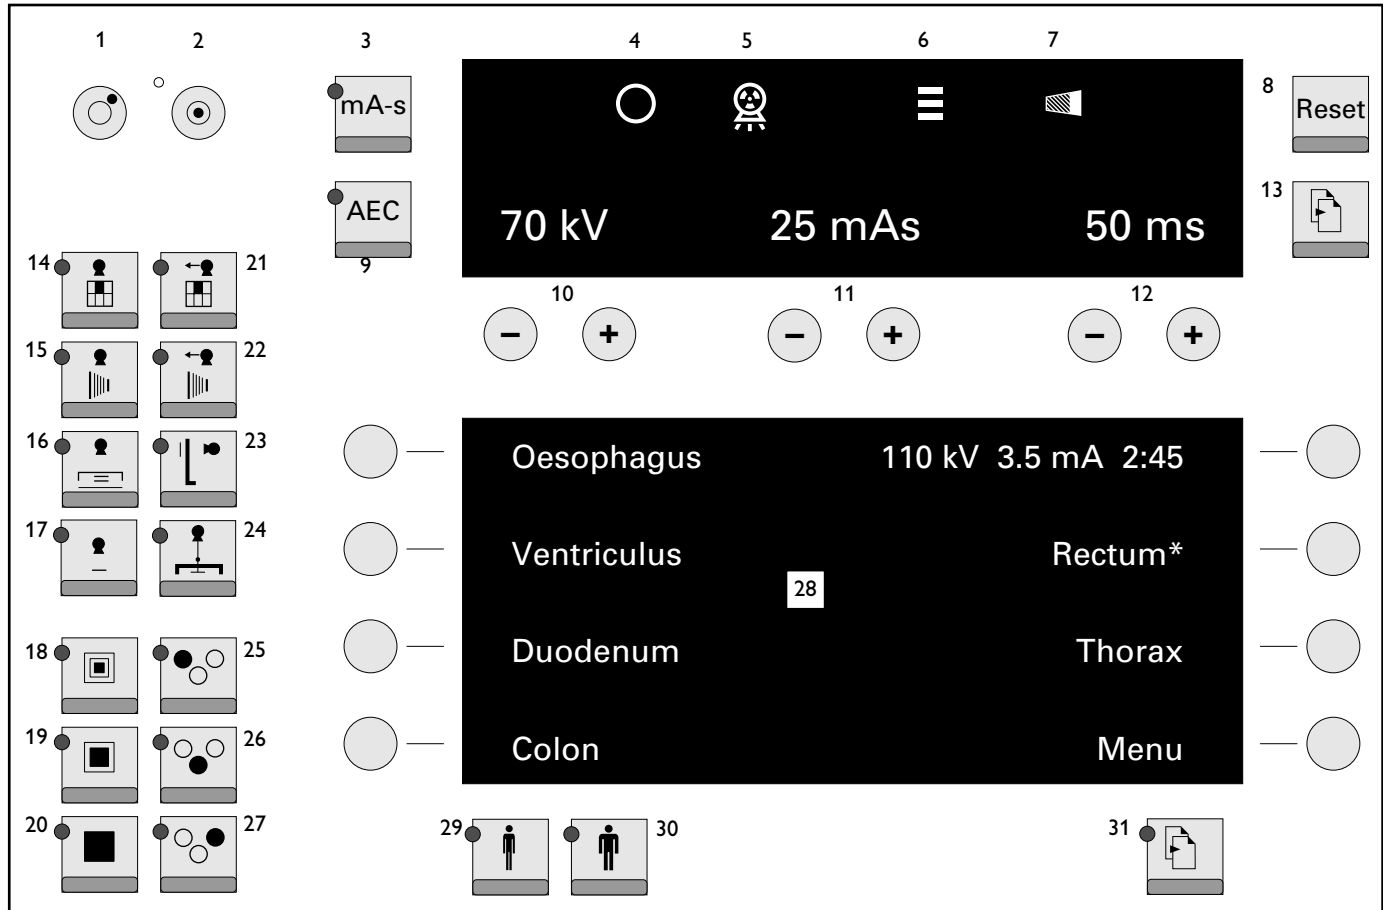 1 2 3 4 5 6 7
mA-s
8
Reset
AEC
13
9
70 kV 25 mAs 50 ms
10 11 12
− + − + − +
14 21
15 22
16 23
17 24
Oesophagus 110 kV 3.5 mA 2:45
Ventriculus Rectum*
28
Duodenum Thorax
Colon Menu
18 25
19 26
20 27
29 30 31